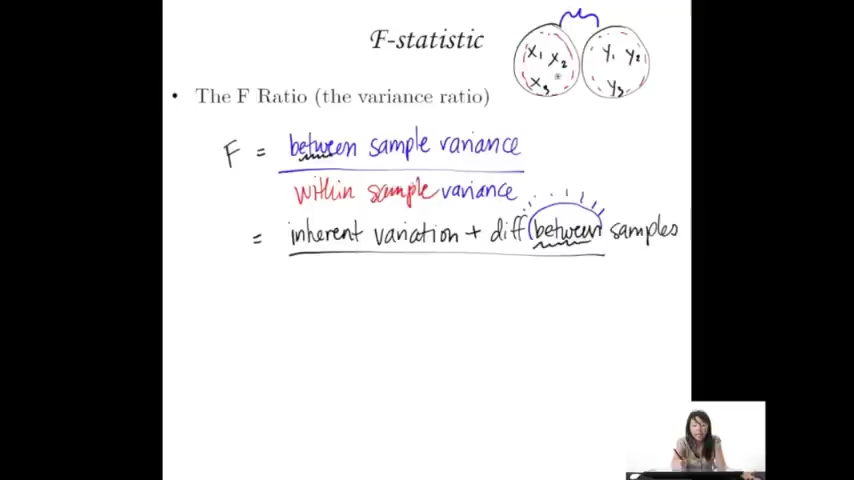 F-statistic
X1 X2 Y1 Y2
X3 Y3
• The F Ratio (the variance ratio)
F = between sample variance
within sample variance
= inherent variation + diff between samples